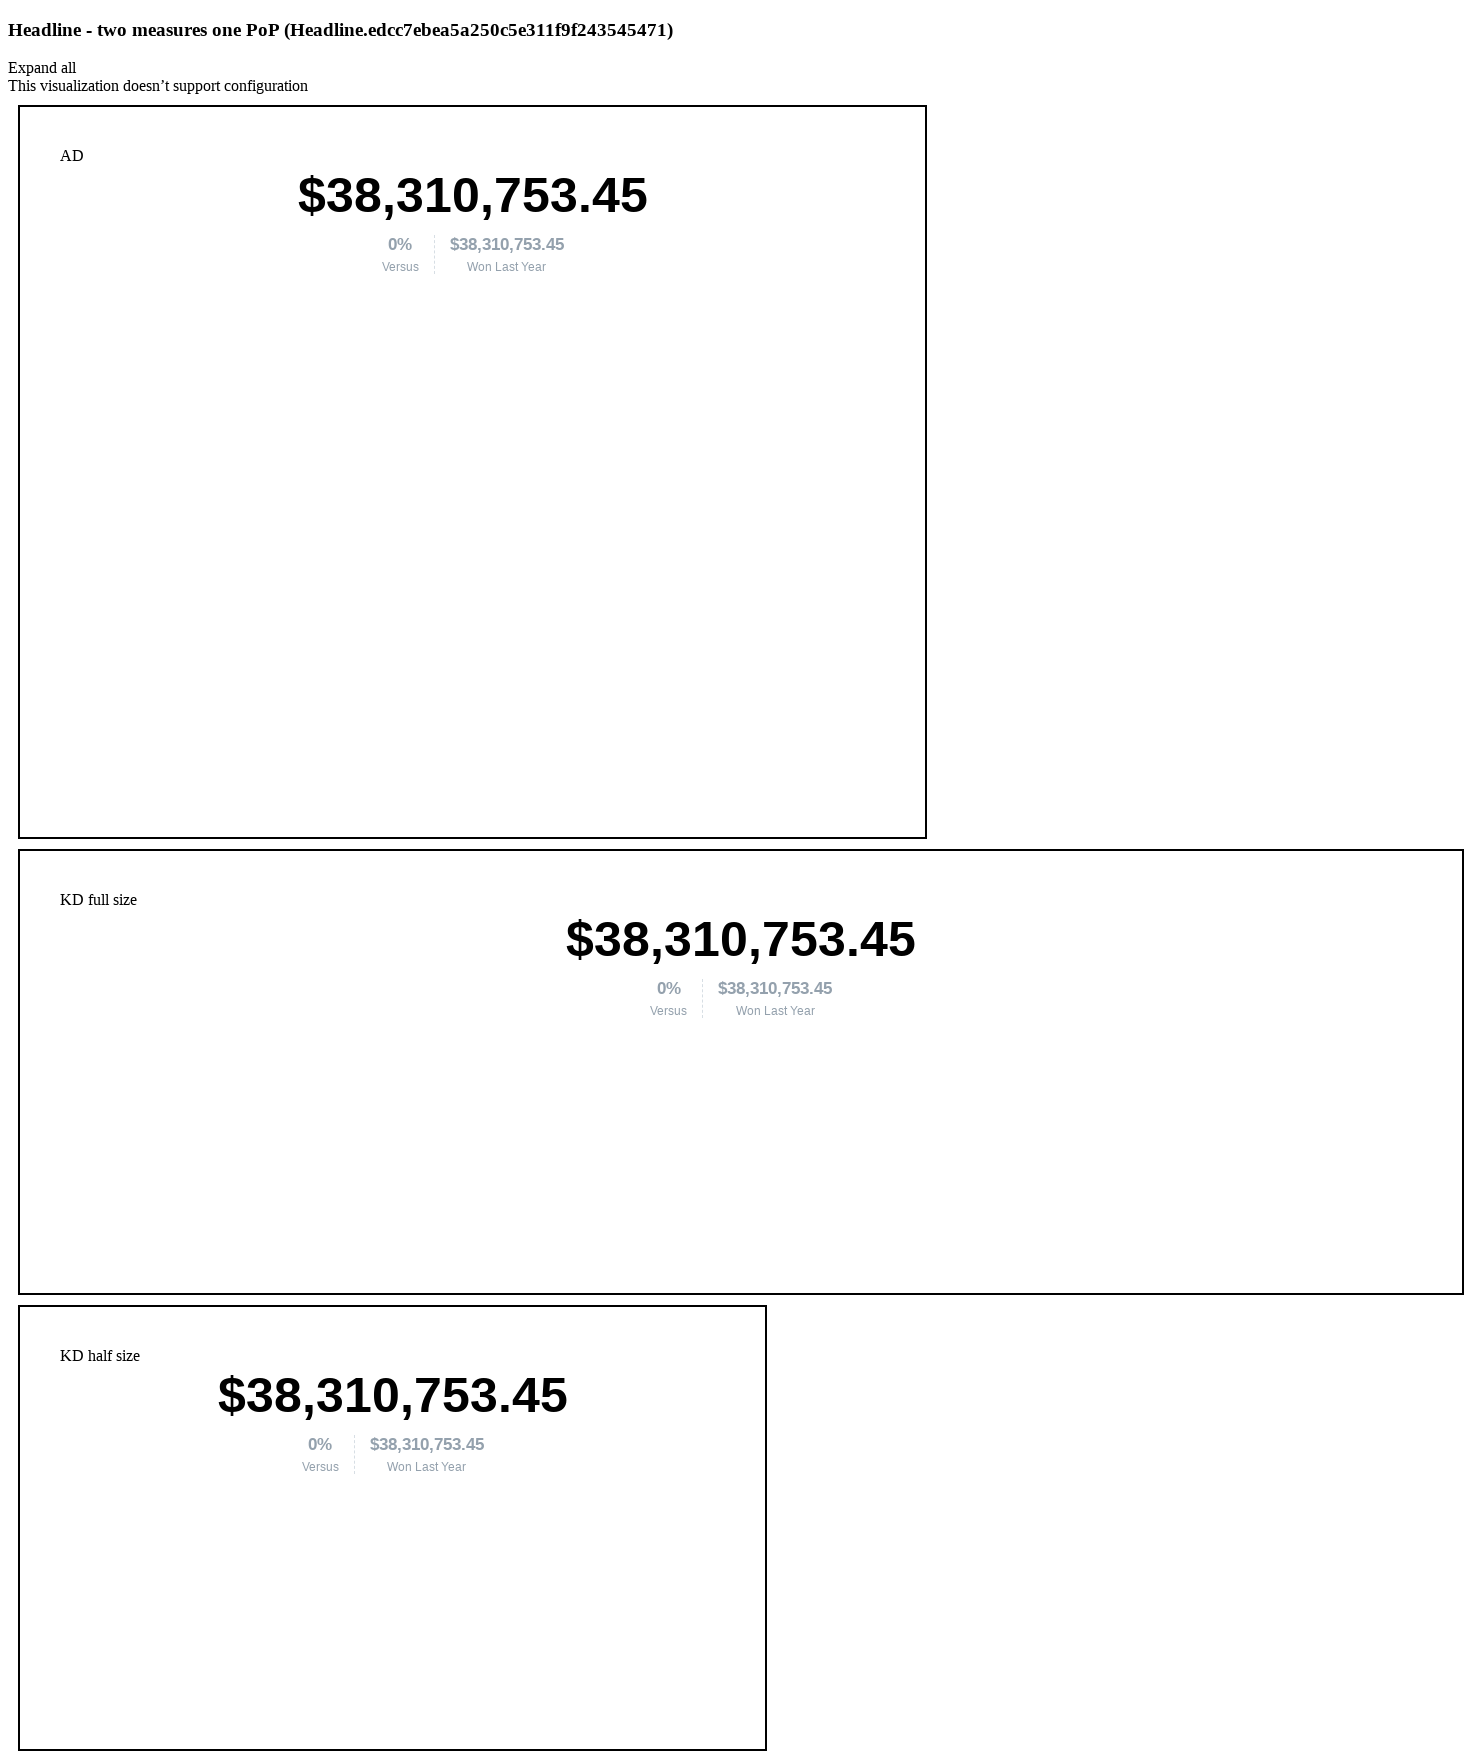 Headline - two measures one PoP (Headline.edcc7ebea5a250c5e311f9f243545471)
Expand all
This visualization doesn’t support configuration
AD
$38,310,753.45
0% $38,310,753.45
Versus Won Last Year
KD full size
$38,310,753.45
0% $38,310,753.45
Versus Won Last Year
KD half size
$38,310,753.45
0% $38,310,753.45
Versus Won Last Year